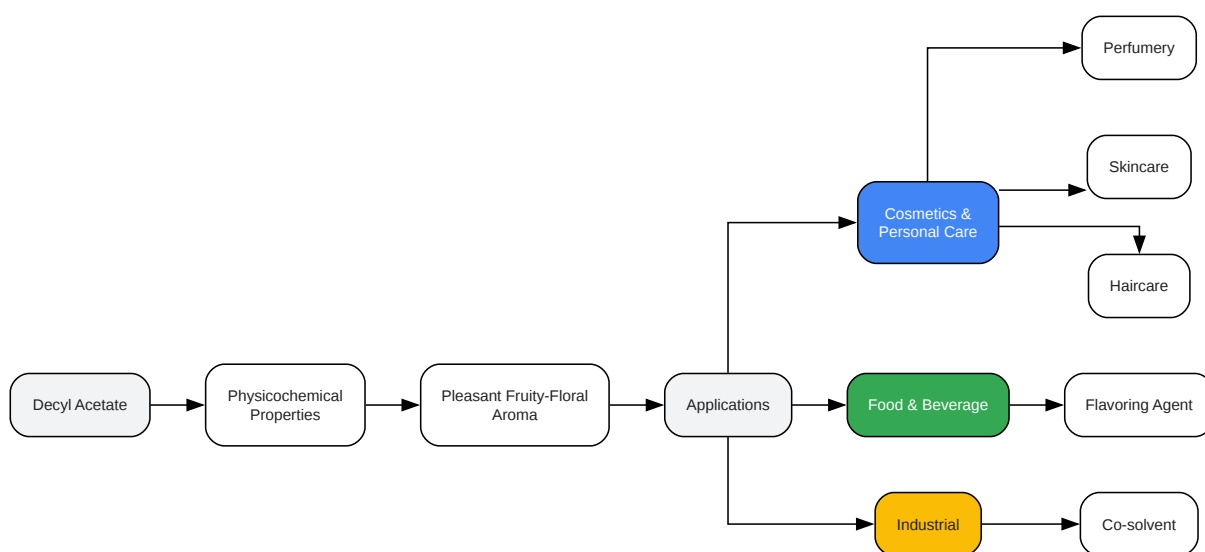 Perfumery
Skincare
Cosmetics &
Personal Care
Haircare
Decyl Acetate
Physicochemical
Properties
Pleasant Fruity-Floral
Aroma
Applications
Food & Beverage
Flavoring Agent
Industrial
Co-solvent